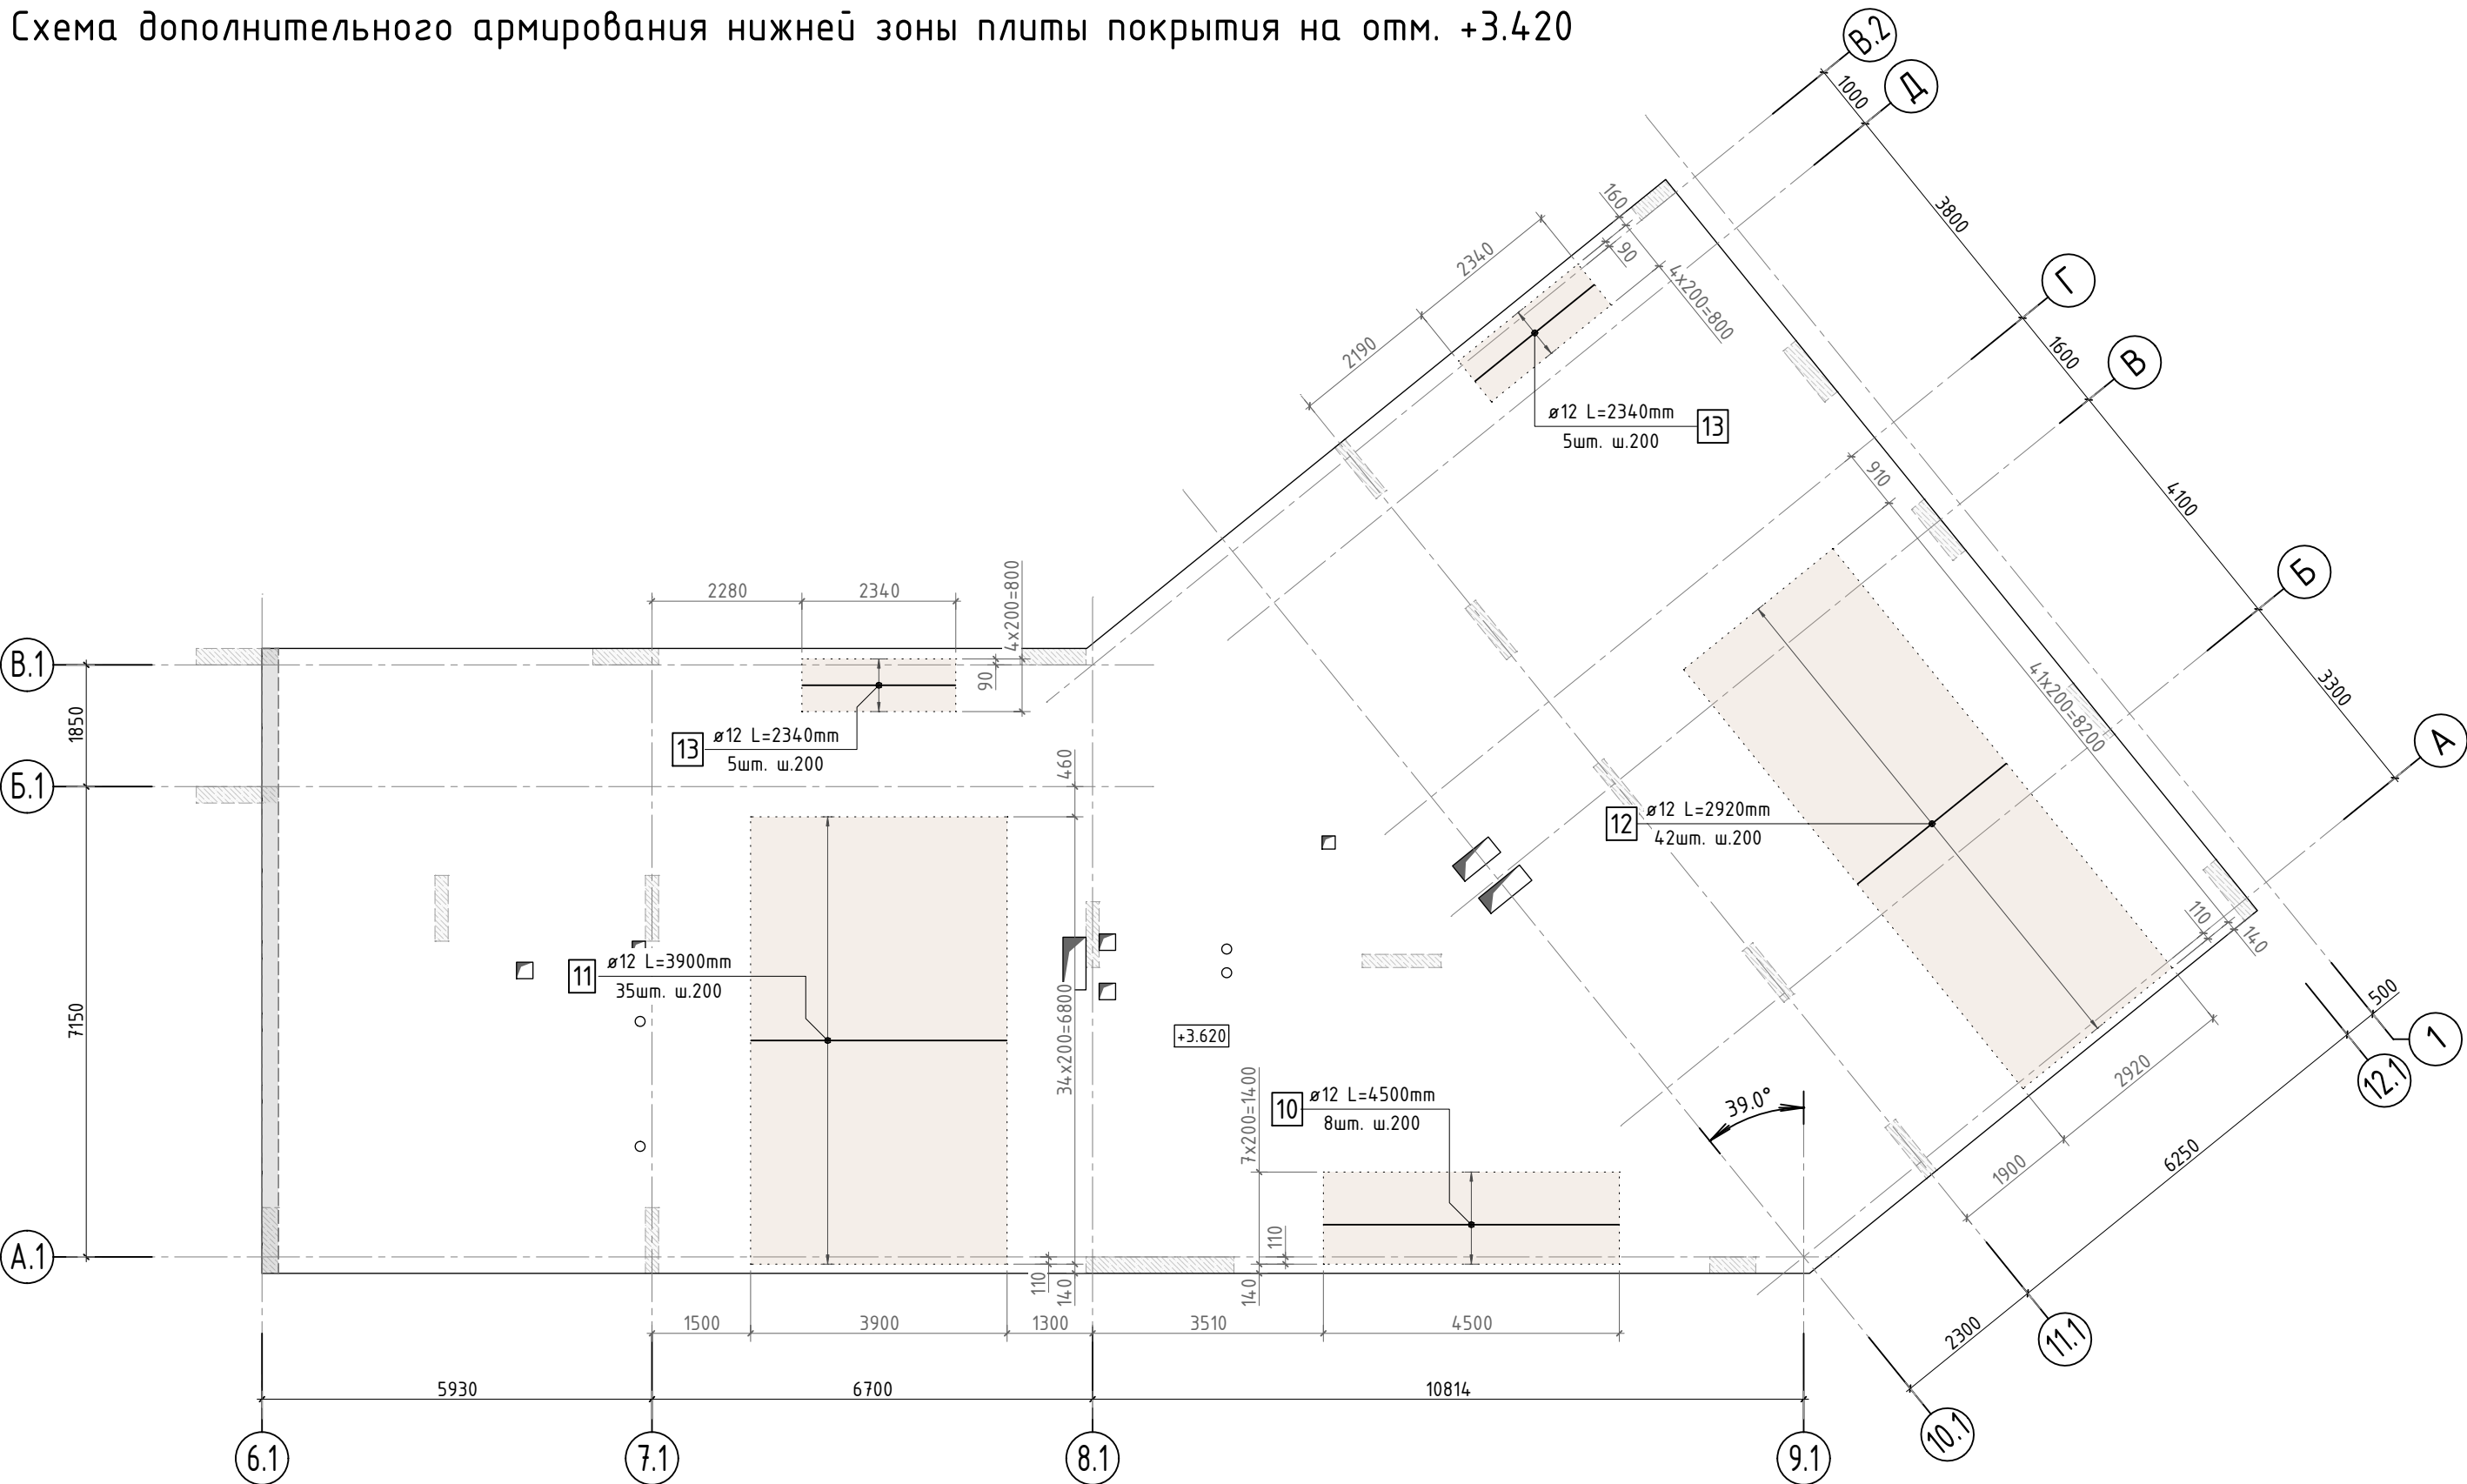 Схема дополнительного армирования нижней зоны плиты покрытия на отм. +3.420
В.2
Д
1000
3800
Г
1600
В
4100
Б
3300
А
160
90
4х200=800
2340
2190
ø12 L=2340mm
5шт. ш.200
13
910
41х200=8200
110
140
2280
2340
4х200=800
90
В.1
1850
Б.1
7150
А.1
13
ø12 L=2340mm
5шт. ш.200
460
12
ø12 L=2920mm
42шт. ш.200
11
ø12 L=3900mm
35шт. ш.200
34х200=6800
+3.620
10
ø12 L=4500mm
8шт. ш.200
7х200=1400
110
140
110
140
39.0°
500
1
12.1
2920
1900
6250
11.1
2300
10.1
1500
3900
1300
3510
4500
5930
6700
10814
6.1
7.1
8.1
9.1